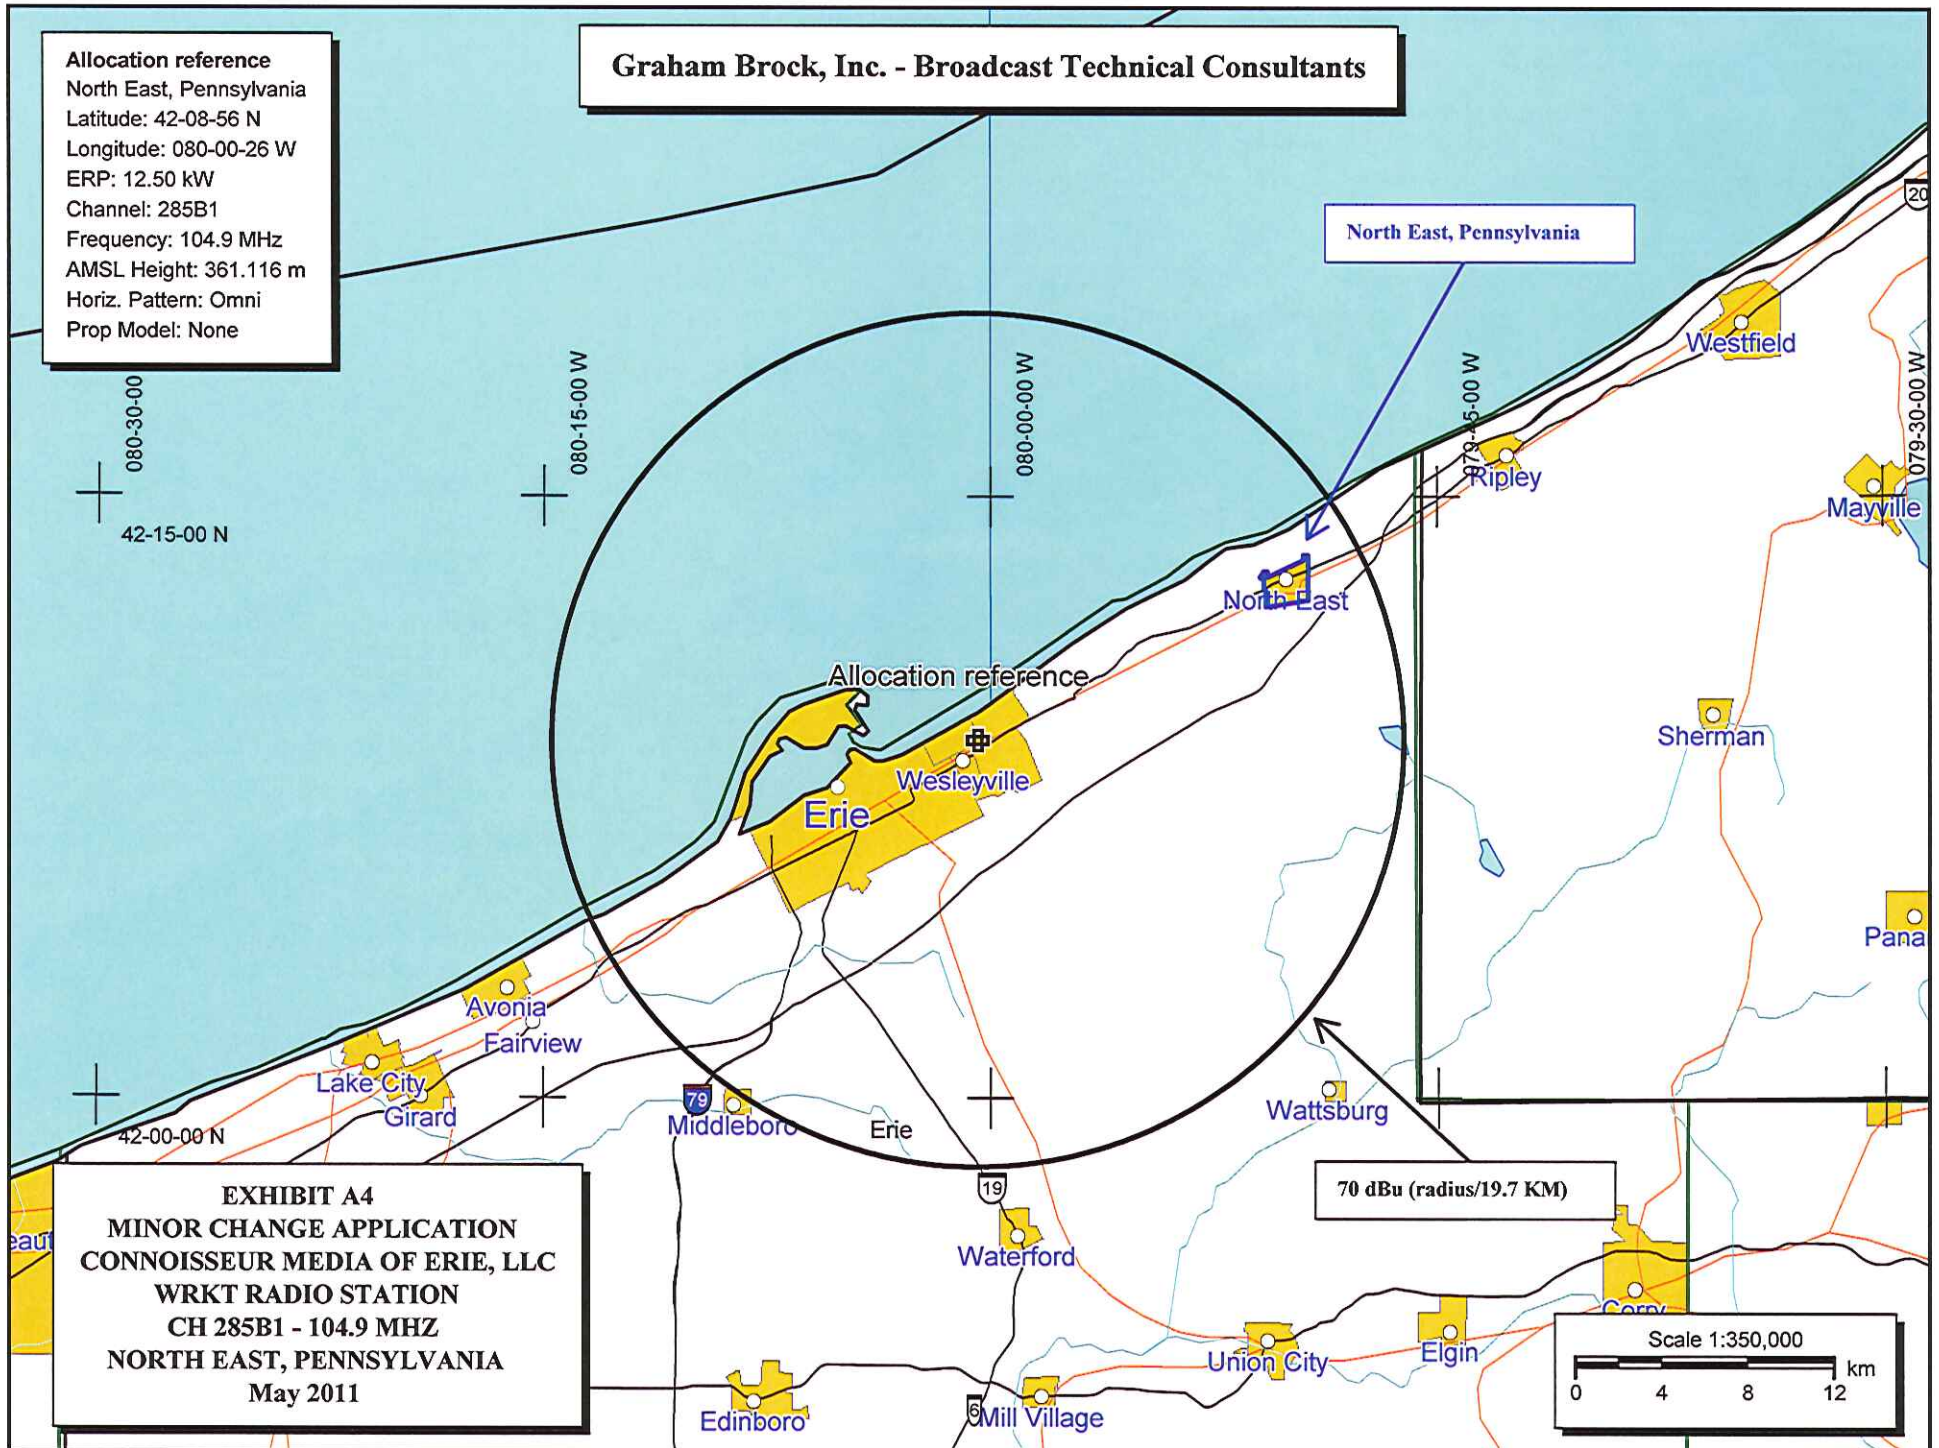 Allocation reference
North East, Pennsylvania
Latitude: 42-08-56 N
Longitude: 080-00-26 W
ERP: 12.50 kW
Channel: 285B1
Frequency: 104.9 MHz
AMSL Height: 361.116 m
Horiz. Pattern: Omni
Prop Model: None
Graham Brock, Inc. - Broadcast Technical Consultants
20
North East, Pennsylvania
Westfield
080-30-00
080-15-00 W
080-00-00 W
079-45-00 W
079-30-00 W
Ripley
Mayville
42-15-00 N
North East
Allocation reference
Sherman
Wesleyville
Erie
Pana
Avonia
Fairview
Lake City
Girard
79
Middleboro
Erie
Wattsburg
42-00-00 N
19
70 dBu (radius/19.7 KM)
EXHIBIT A4
MINOR CHANGE APPLICATION
CONNOISSEUR MEDIA OF ERIE, LLC
WRKT RADIO STATION
CH 285B1 - 104.9 MHZ
NORTH EAST, PENNSYLVANIA
May 2011
eaut
Waterford
Corry
Union City
Elgin
Scale 1:350,000
0 4 8 12 km
Edinboro
6
Mill Village